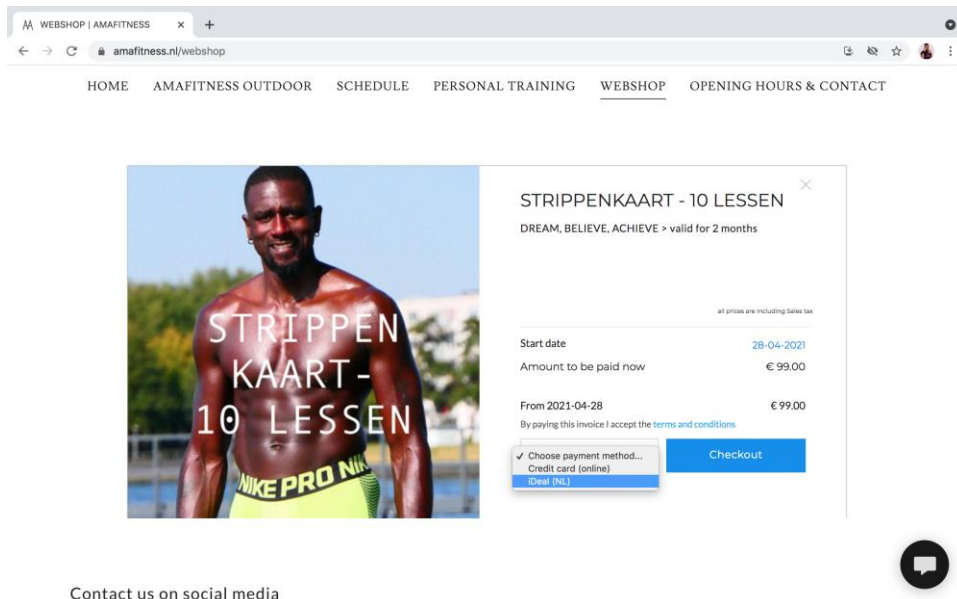 WEBSHOP | AMAFITNESS
amafitness.nl/webshop
HOME AMAFITNESS OUTDOOR SCHEDULE PERSONAL TRAINING WEBSHOP OPENING HOURS & CONTACT
STRIPPEN
KAART-
10 LESSEN
NIKE PRO NIK
STRIPPENKAART - 10 LESSEN
DREAM, BELIEVE, ACHIEVE > valid for 2 months
all prices are including Sales tax
Start date 28-04-2021
Amount to be paid now € 99.00
From 2021-04-28 € 99.00
By paying this invoice I accept the terms and conditions
✓ Choose payment method...
Credit card (online)
iDeal (NL)
Checkout
Contact us on social media